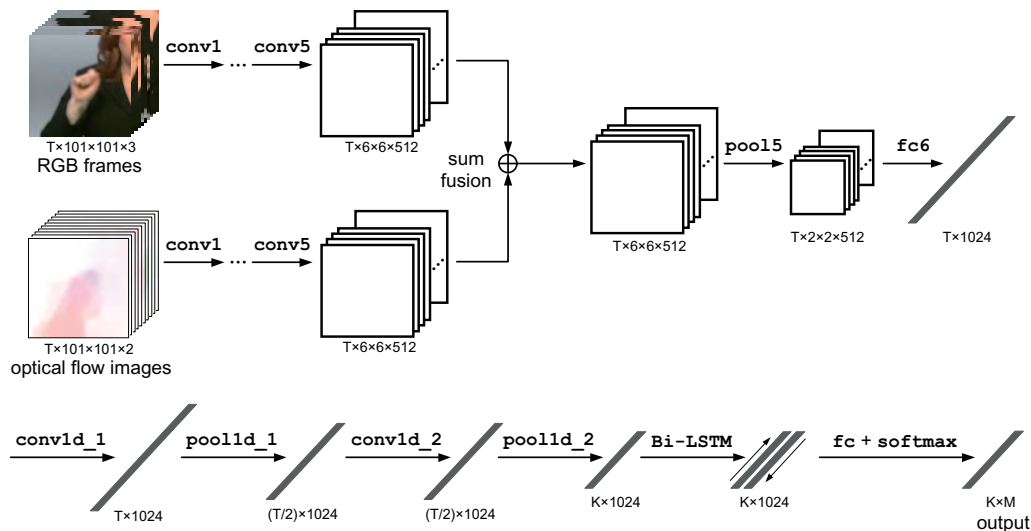 conv1 ... conv5
T×101×101×3
RGB frames
T×6×6×512
sum
fusion
pool5
fc6
T×6×6×512
T×2×2×512
T×1024
conv1 ... conv5
T×101×101×2
optical flow images
T×6×6×512
conv1d_1
pool1d_1
conv1d_2
pool1d_2
Bi-LSTM
fc + softmax
T×1024
(T/2)×1024
(T/2)×1024
K×1024
K×1024
K×M
output